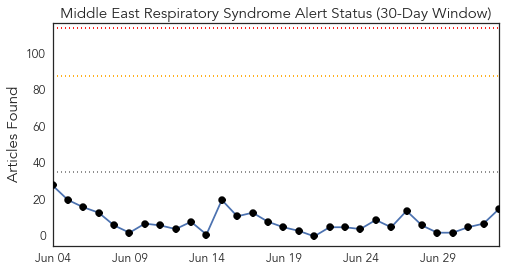 Middle East Respiratory Syndrome Alert Status (30-Day Window)
Articles Found
100
80
60
40
20
0
Jun 04 Jun 09 Jun 14 Jun 19 Jun 24 Jun 29